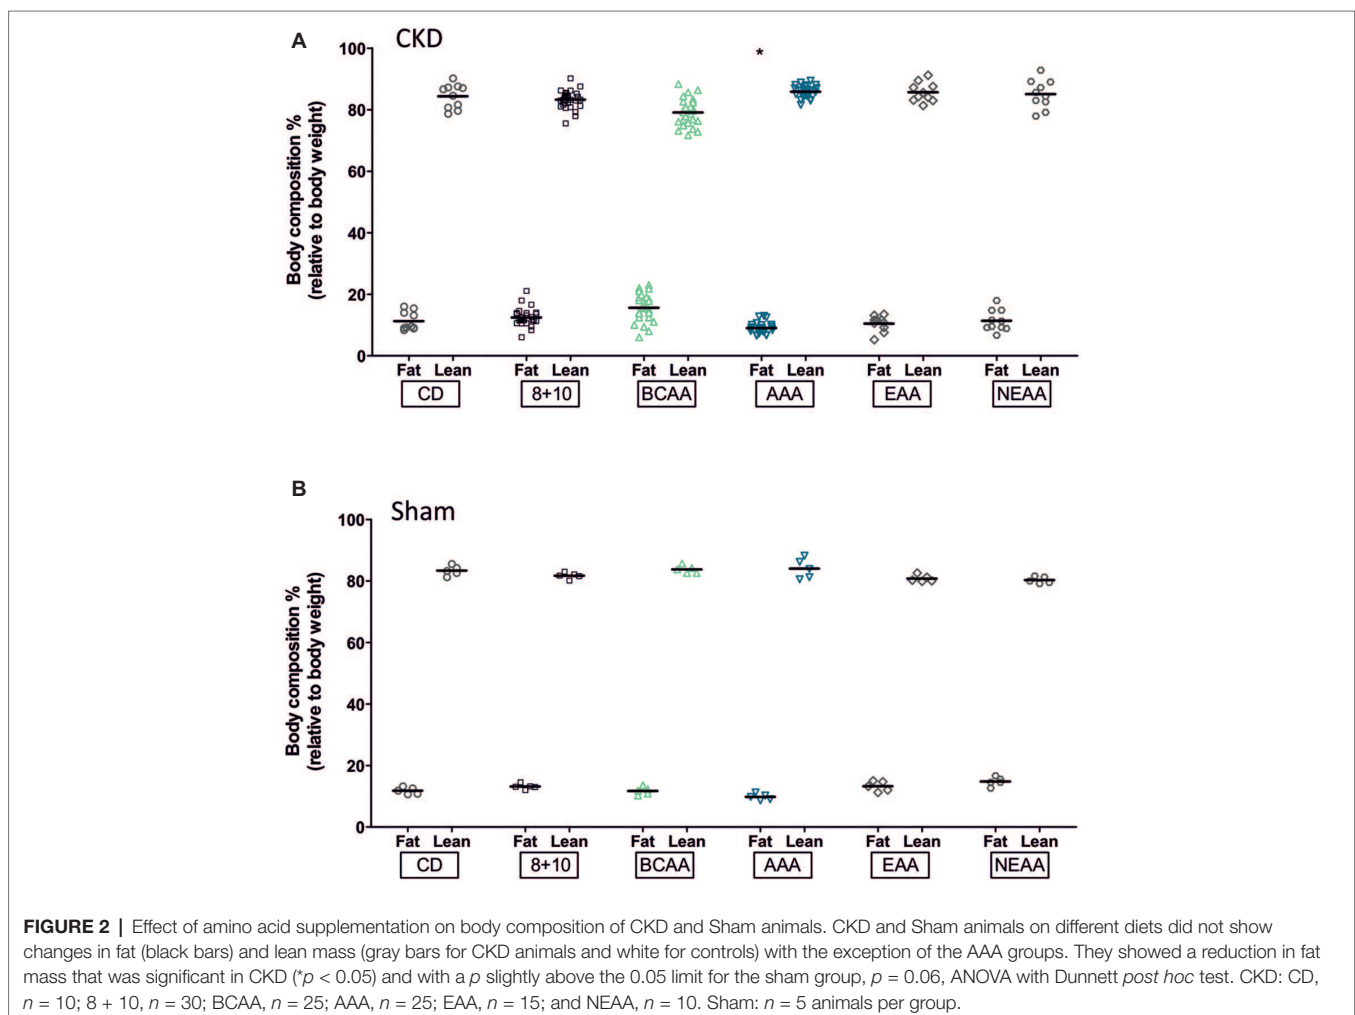 A
CKD
*
100
80
60
40
20
0
Body composition %
(relative to body weight)
Fat Lean Fat Lean Fat Lean Fat Lean Fat Lean Fat Lean
CD 8+10 BCAA AAA EAA NEAA
B
Sham
100
80
60
40
20
0
Body composition %
(relative to body weight)
Fat Lean Fat Lean Fat Lean Fat Lean Fat Lean Fat Lean
CD 8+10 BCAA AAA EAA NEAA
FIGURE 2 | Effect of amino acid supplementation on body composition of CKD and Sham animals. CKD and Sham animals on different diets did not show
changes in fat (black bars) and lean mass (gray bars for CKD animals and white for controls) with the exception of the AAA groups. They showed a reduction in fat
mass that was significant in CKD (*p < 0.05) and with a p slightly above the 0.05 limit for the sham group, p = 0.06, ANOVA with Dunnett post hoc test. CKD: CD,
n = 10; 8 + 10, n = 30; BCAA, n = 25; AAA, n = 25; EAA, n = 15; and NEAA, n = 10. Sham: n = 5 animals per group.